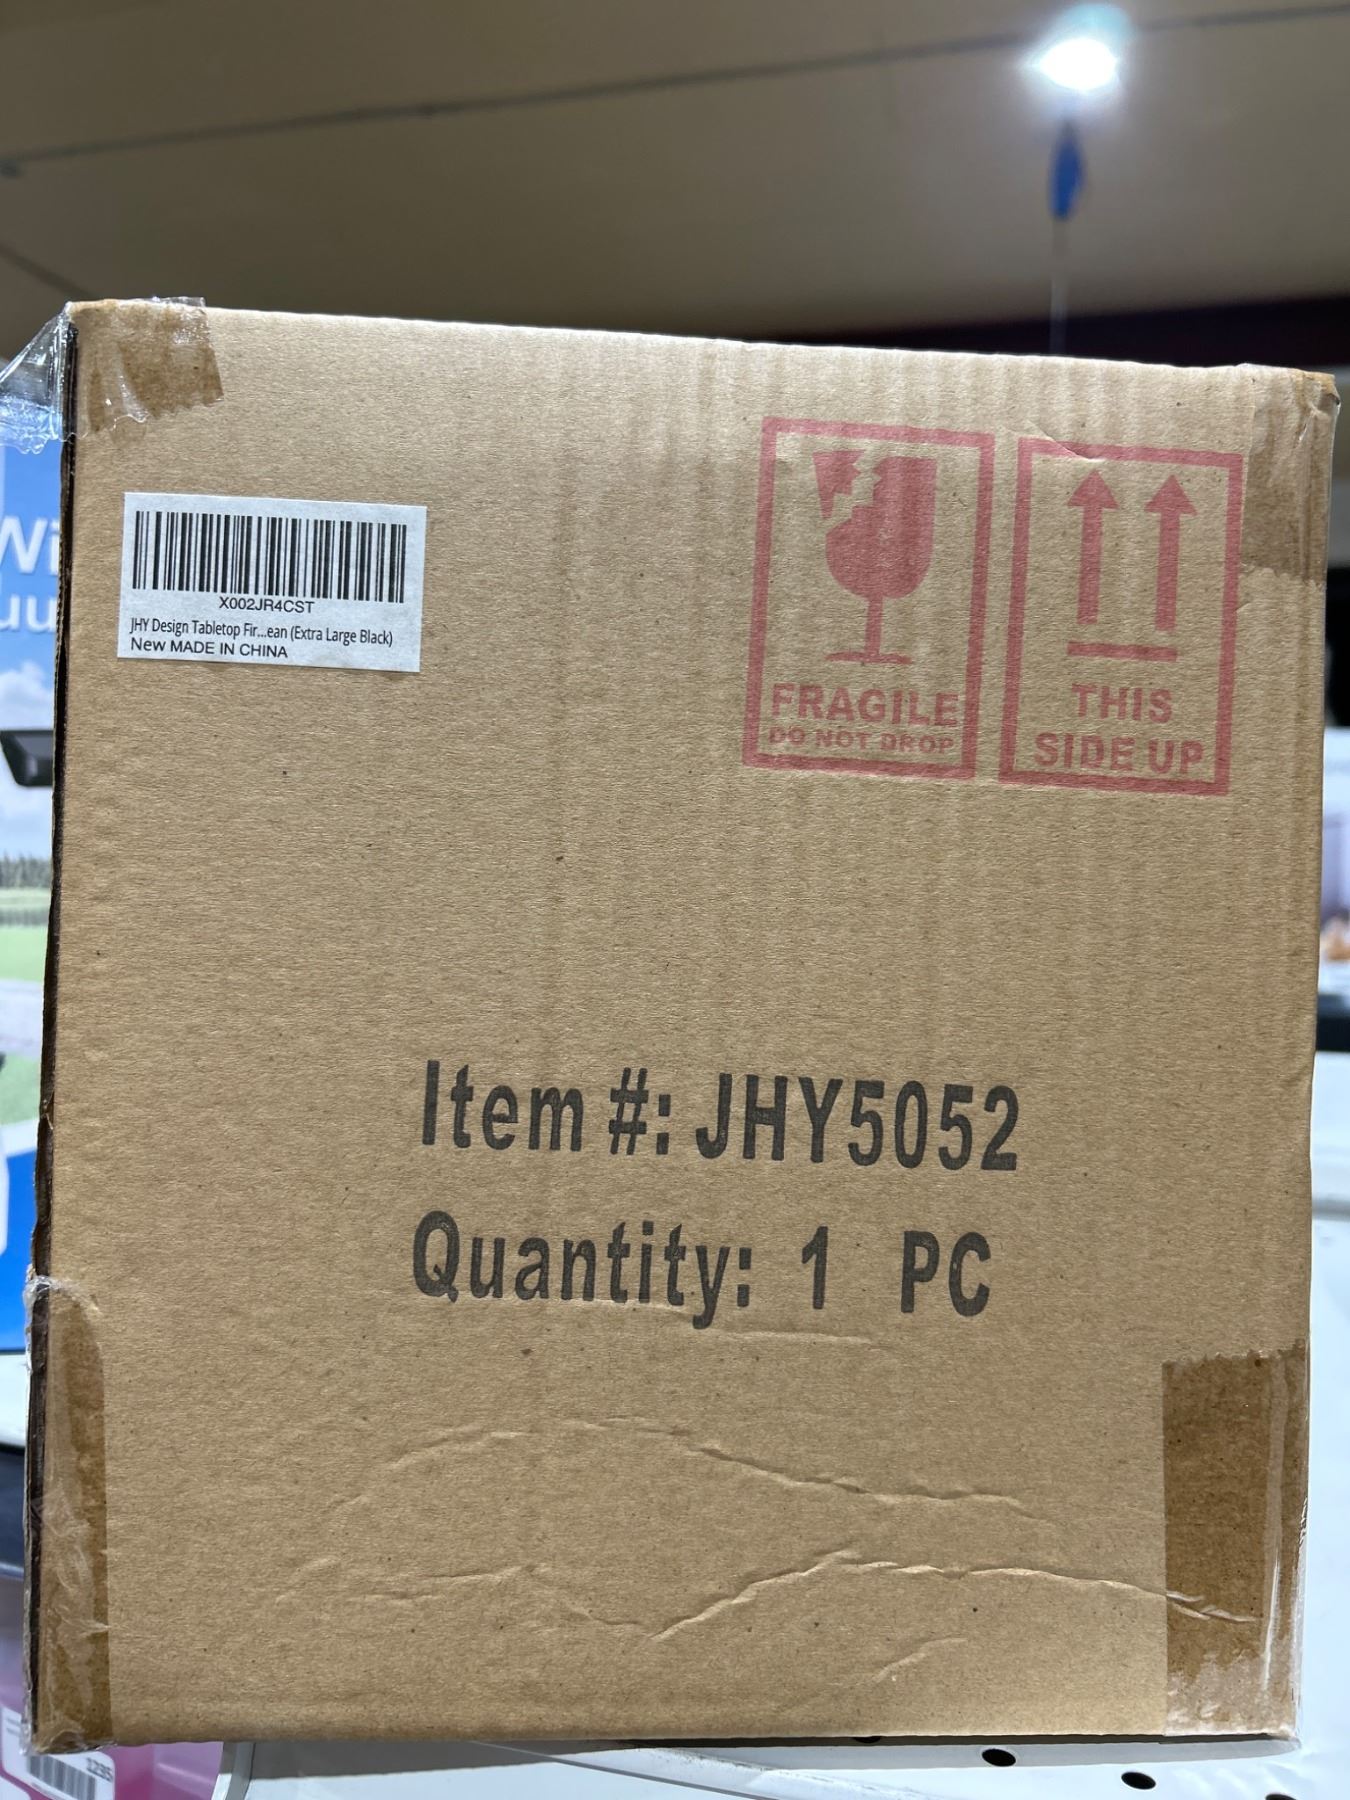 X002JR4CST
JHY Design Tabletop Fir...ean (Extra Large Black)
New MADE IN CHINA
FRAGILE
DO NOT DROP
THIS
SIDE UP
Item #: JHY5052
Quantity: 1 PC